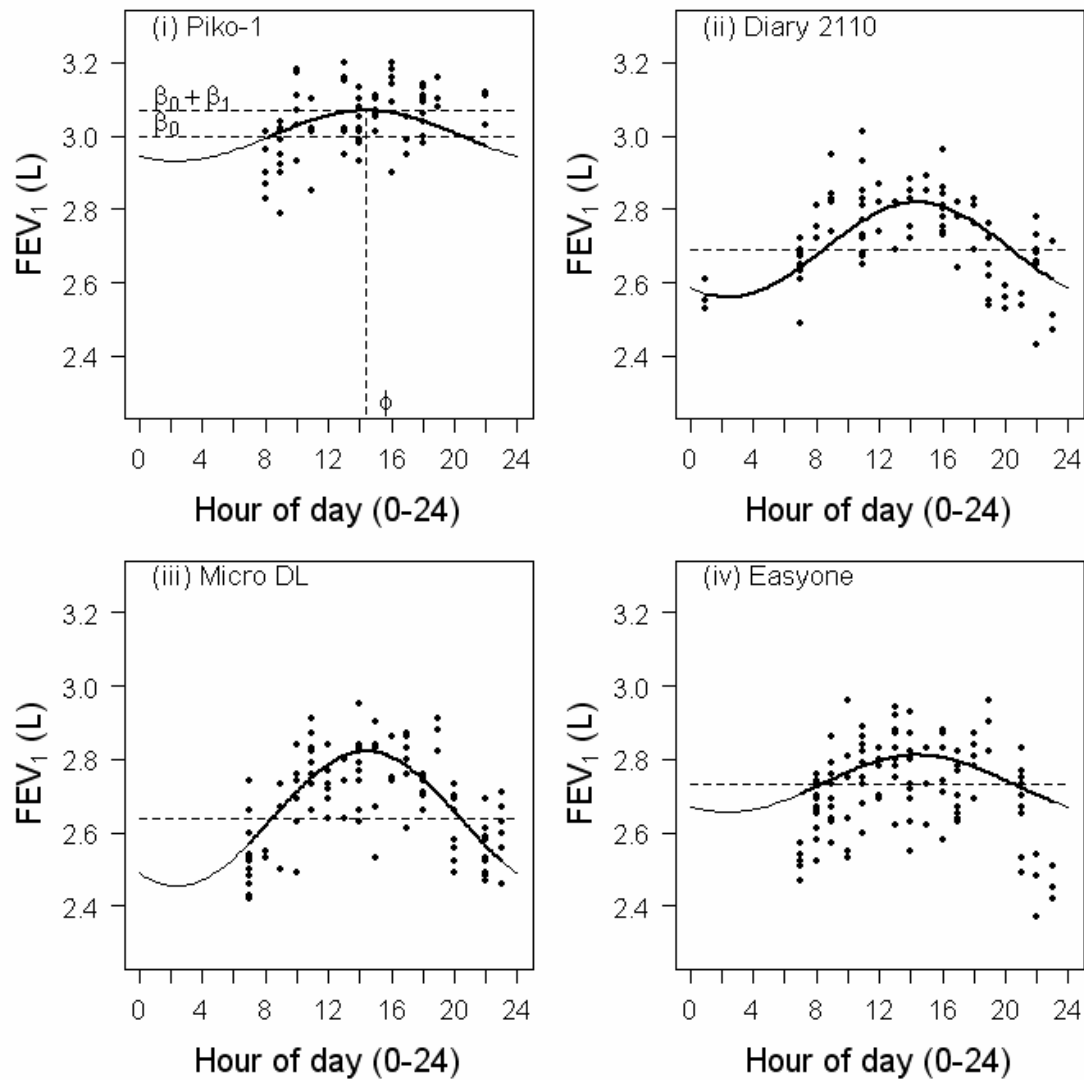 (i) Piko-1
3.2
3.0
2.8
2.6
2.4
β₀ + β₁
β₀
ϕ
FEV₁ (L)
0 4 8 12 16 20 24
Hour of day (0-24)
(ii) Diary 2110
3.2
3.0
2.8
2.6
2.4
FEV₁ (L)
0 4 8 12 16 20 24
Hour of day (0-24)
(iii) Micro DL
3.2
3.0
2.8
2.6
2.4
FEV₁ (L)
0 4 8 12 16 20 24
Hour of day (0-24)
(iv) Easyone
3.2
3.0
2.8
2.6
2.4
FEV₁ (L)
0 4 8 12 16 20 24
Hour of day (0-24)